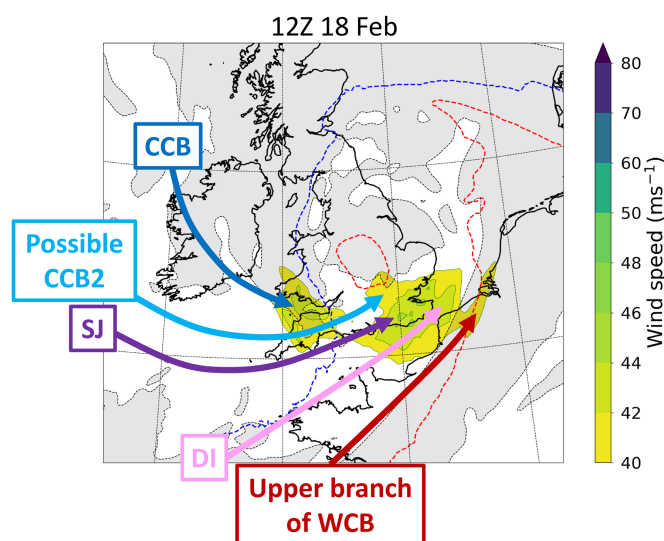 12Z 18 Feb
CCB
Possible
CCB2
SJ
DI
Upper branch
of WCB
80
70
60
50
48
46
44
42
40
Wind speed (ms⁻¹)